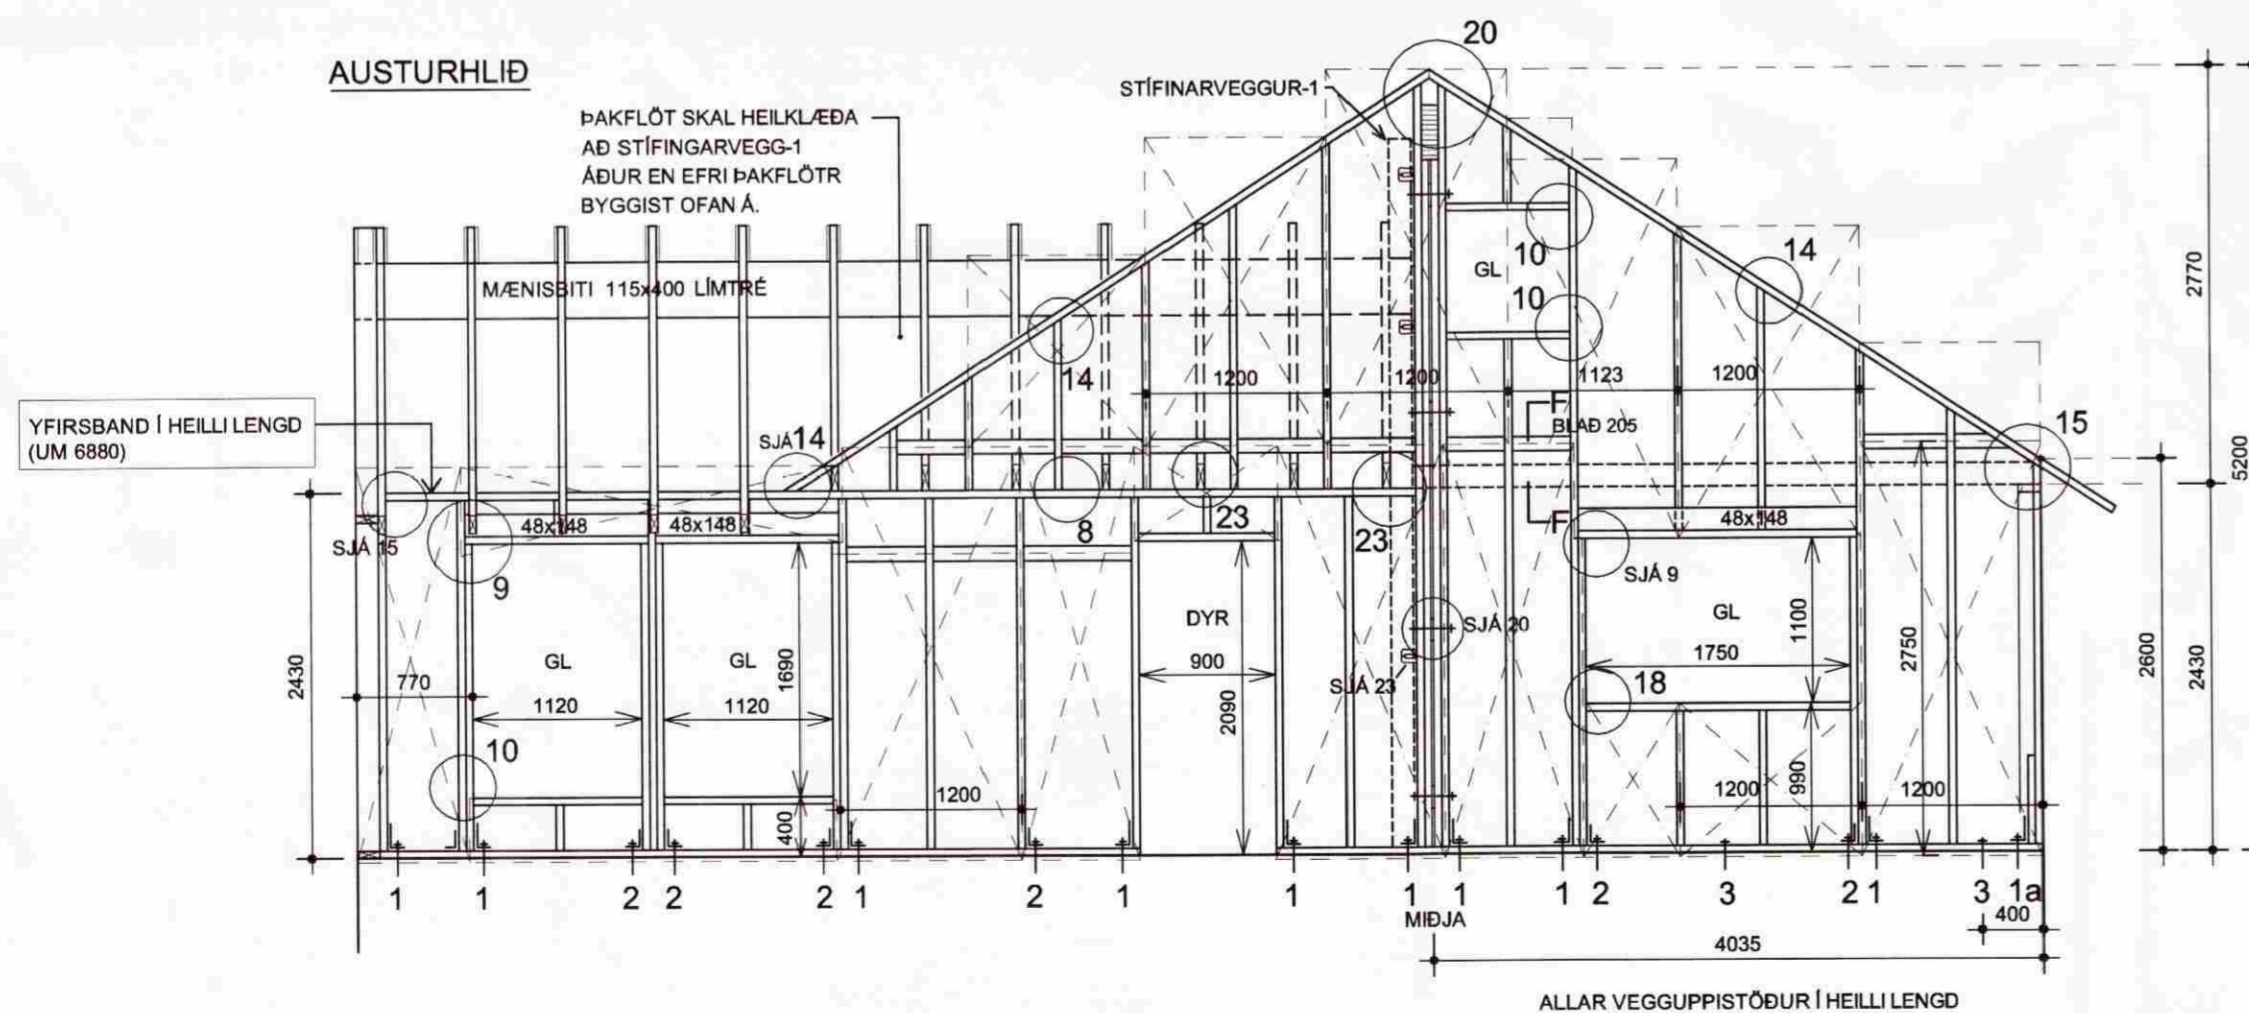 AUSTURHLIÐ
20
STÍFINARVEGGUR-1
ÞAKFLÖT SKAL HEILKLÆÐA
AÐ STÍFINGARVEGG-1
ÁÐUR EN EFRI ÞAKFLÖTR
BYGGIST OFAN Á.
MÆNISBITI 115x400 LÍMTRÉ
10
GL
10
14
2770
5200
14
1200
1200
1123
1200
YFIRSBAND Í HEILLI LENGD
(UM 6880)
SJÁ 14
F
BLAÐ 205
15
48x148
48x148
8
23
23
F
48x148
SJÁ 15
9
SJÁ 9
2430
770
GL
GL
1690
1120
1120
DYR
900
2090
SJÁ 20
SJÁ 23
GL
1100
1750
18
2750
2600
2430
10
400
1200
990
1200
1200
1
1
2
2
2
1
2
1
1
1
1
1
2
3
2
1
3
1a
MIÐJA
400
4035
ALLAR VEGGUPPISTÖÐUR Í HEILLI LENGD